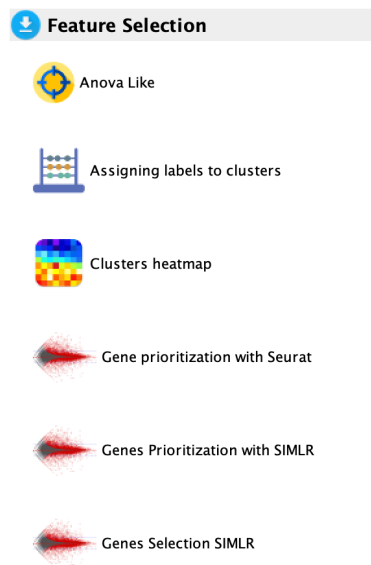 Feature Selection
Anova Like
Assigning labels to clusters
Clusters heatmap
Gene prioritization with Seurat
Genes Prioritization with SIMLR
Genes Selection SIMLR